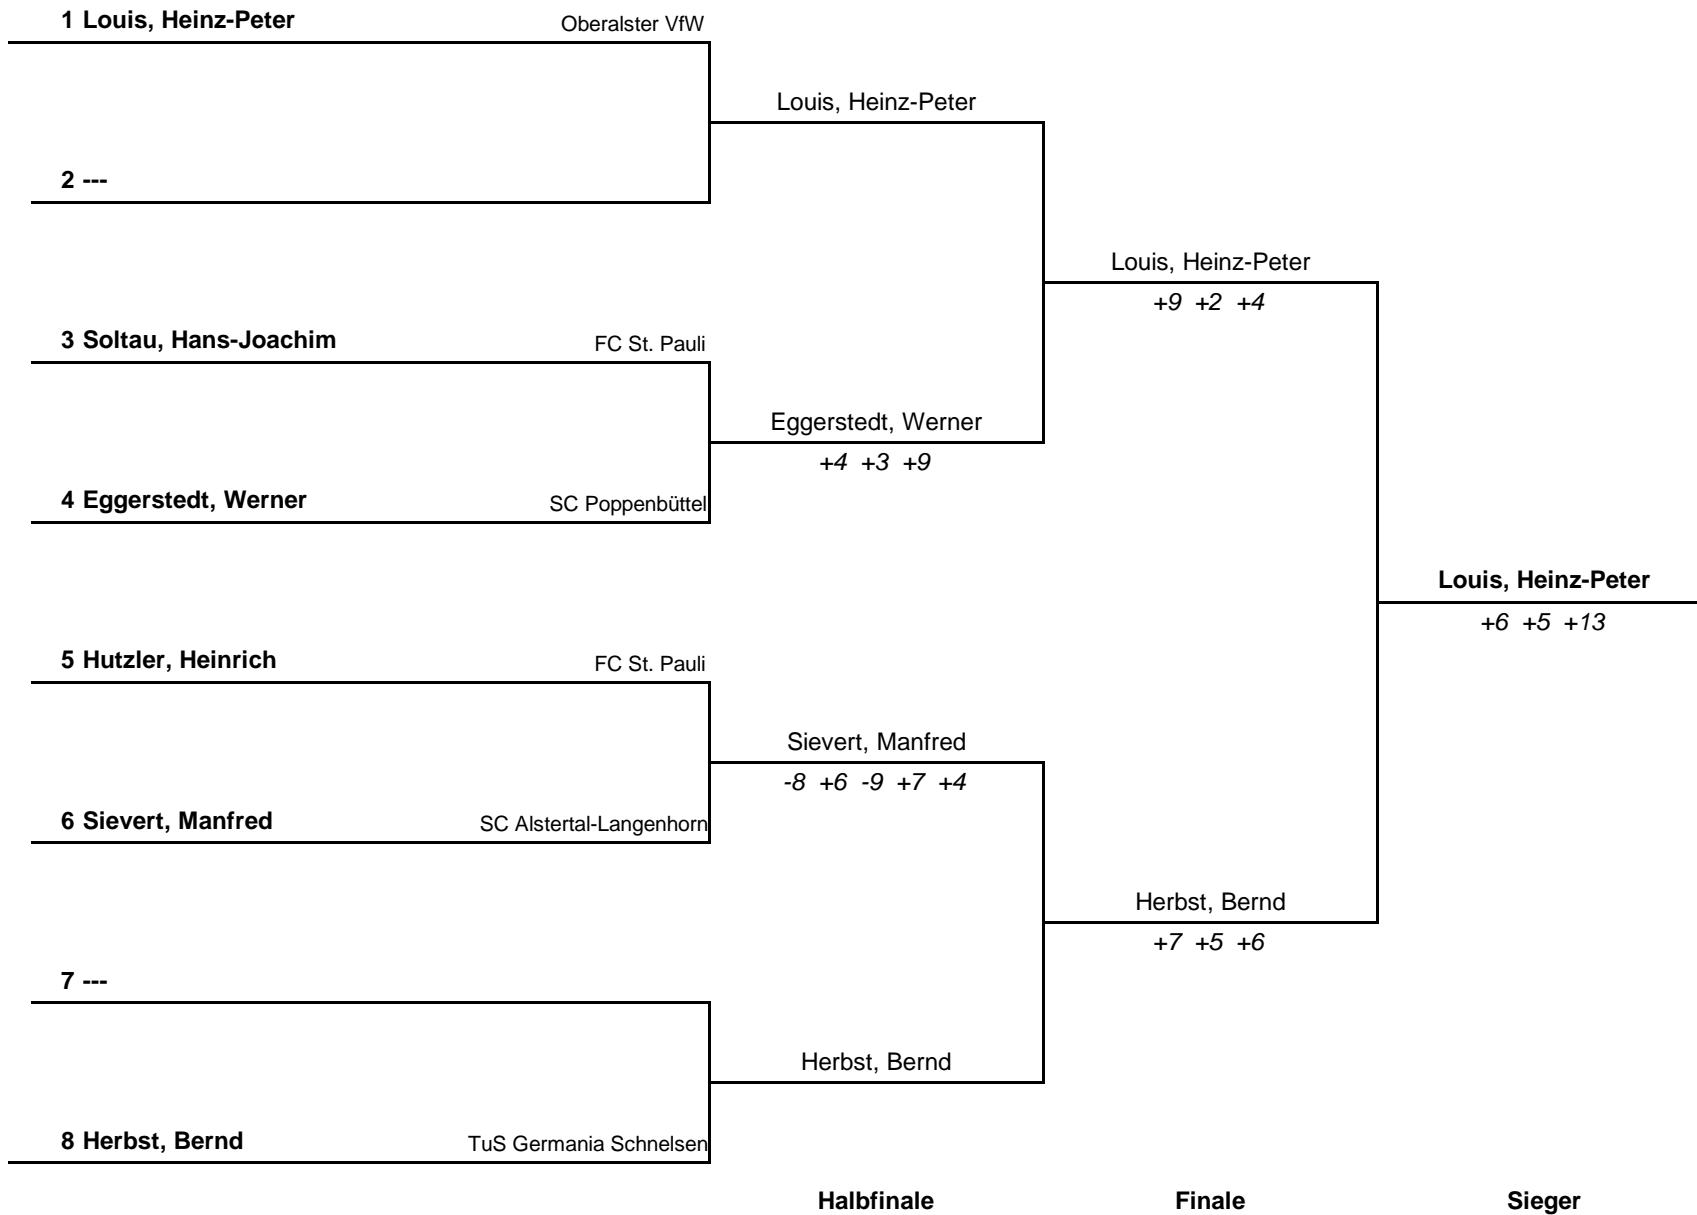 1 Louis, Heinz-Peter Oberalster VfW
Louis, Heinz-Peter
2 ---
Louis, Heinz-Peter
+9 +2 +4
3 Soltau, Hans-Joachim FC St. Pauli
Eggerstedt, Werner
+4 +3 +9
4 Eggerstedt, Werner SC Poppenbüttel
Louis, Heinz-Peter
+6 +5 +13
5 Hutzler, Heinrich FC St. Pauli
Sievert, Manfred
-8 +6 -9 +7 +4
6 Sievert, Manfred SC Alstertal-Langenhorn
Herbst, Bernd
+7 +5 +6
7 ---
Herbst, Bernd
8 Herbst, Bernd TuS Germania Schnelsen
Halbfinale Finale Sieger